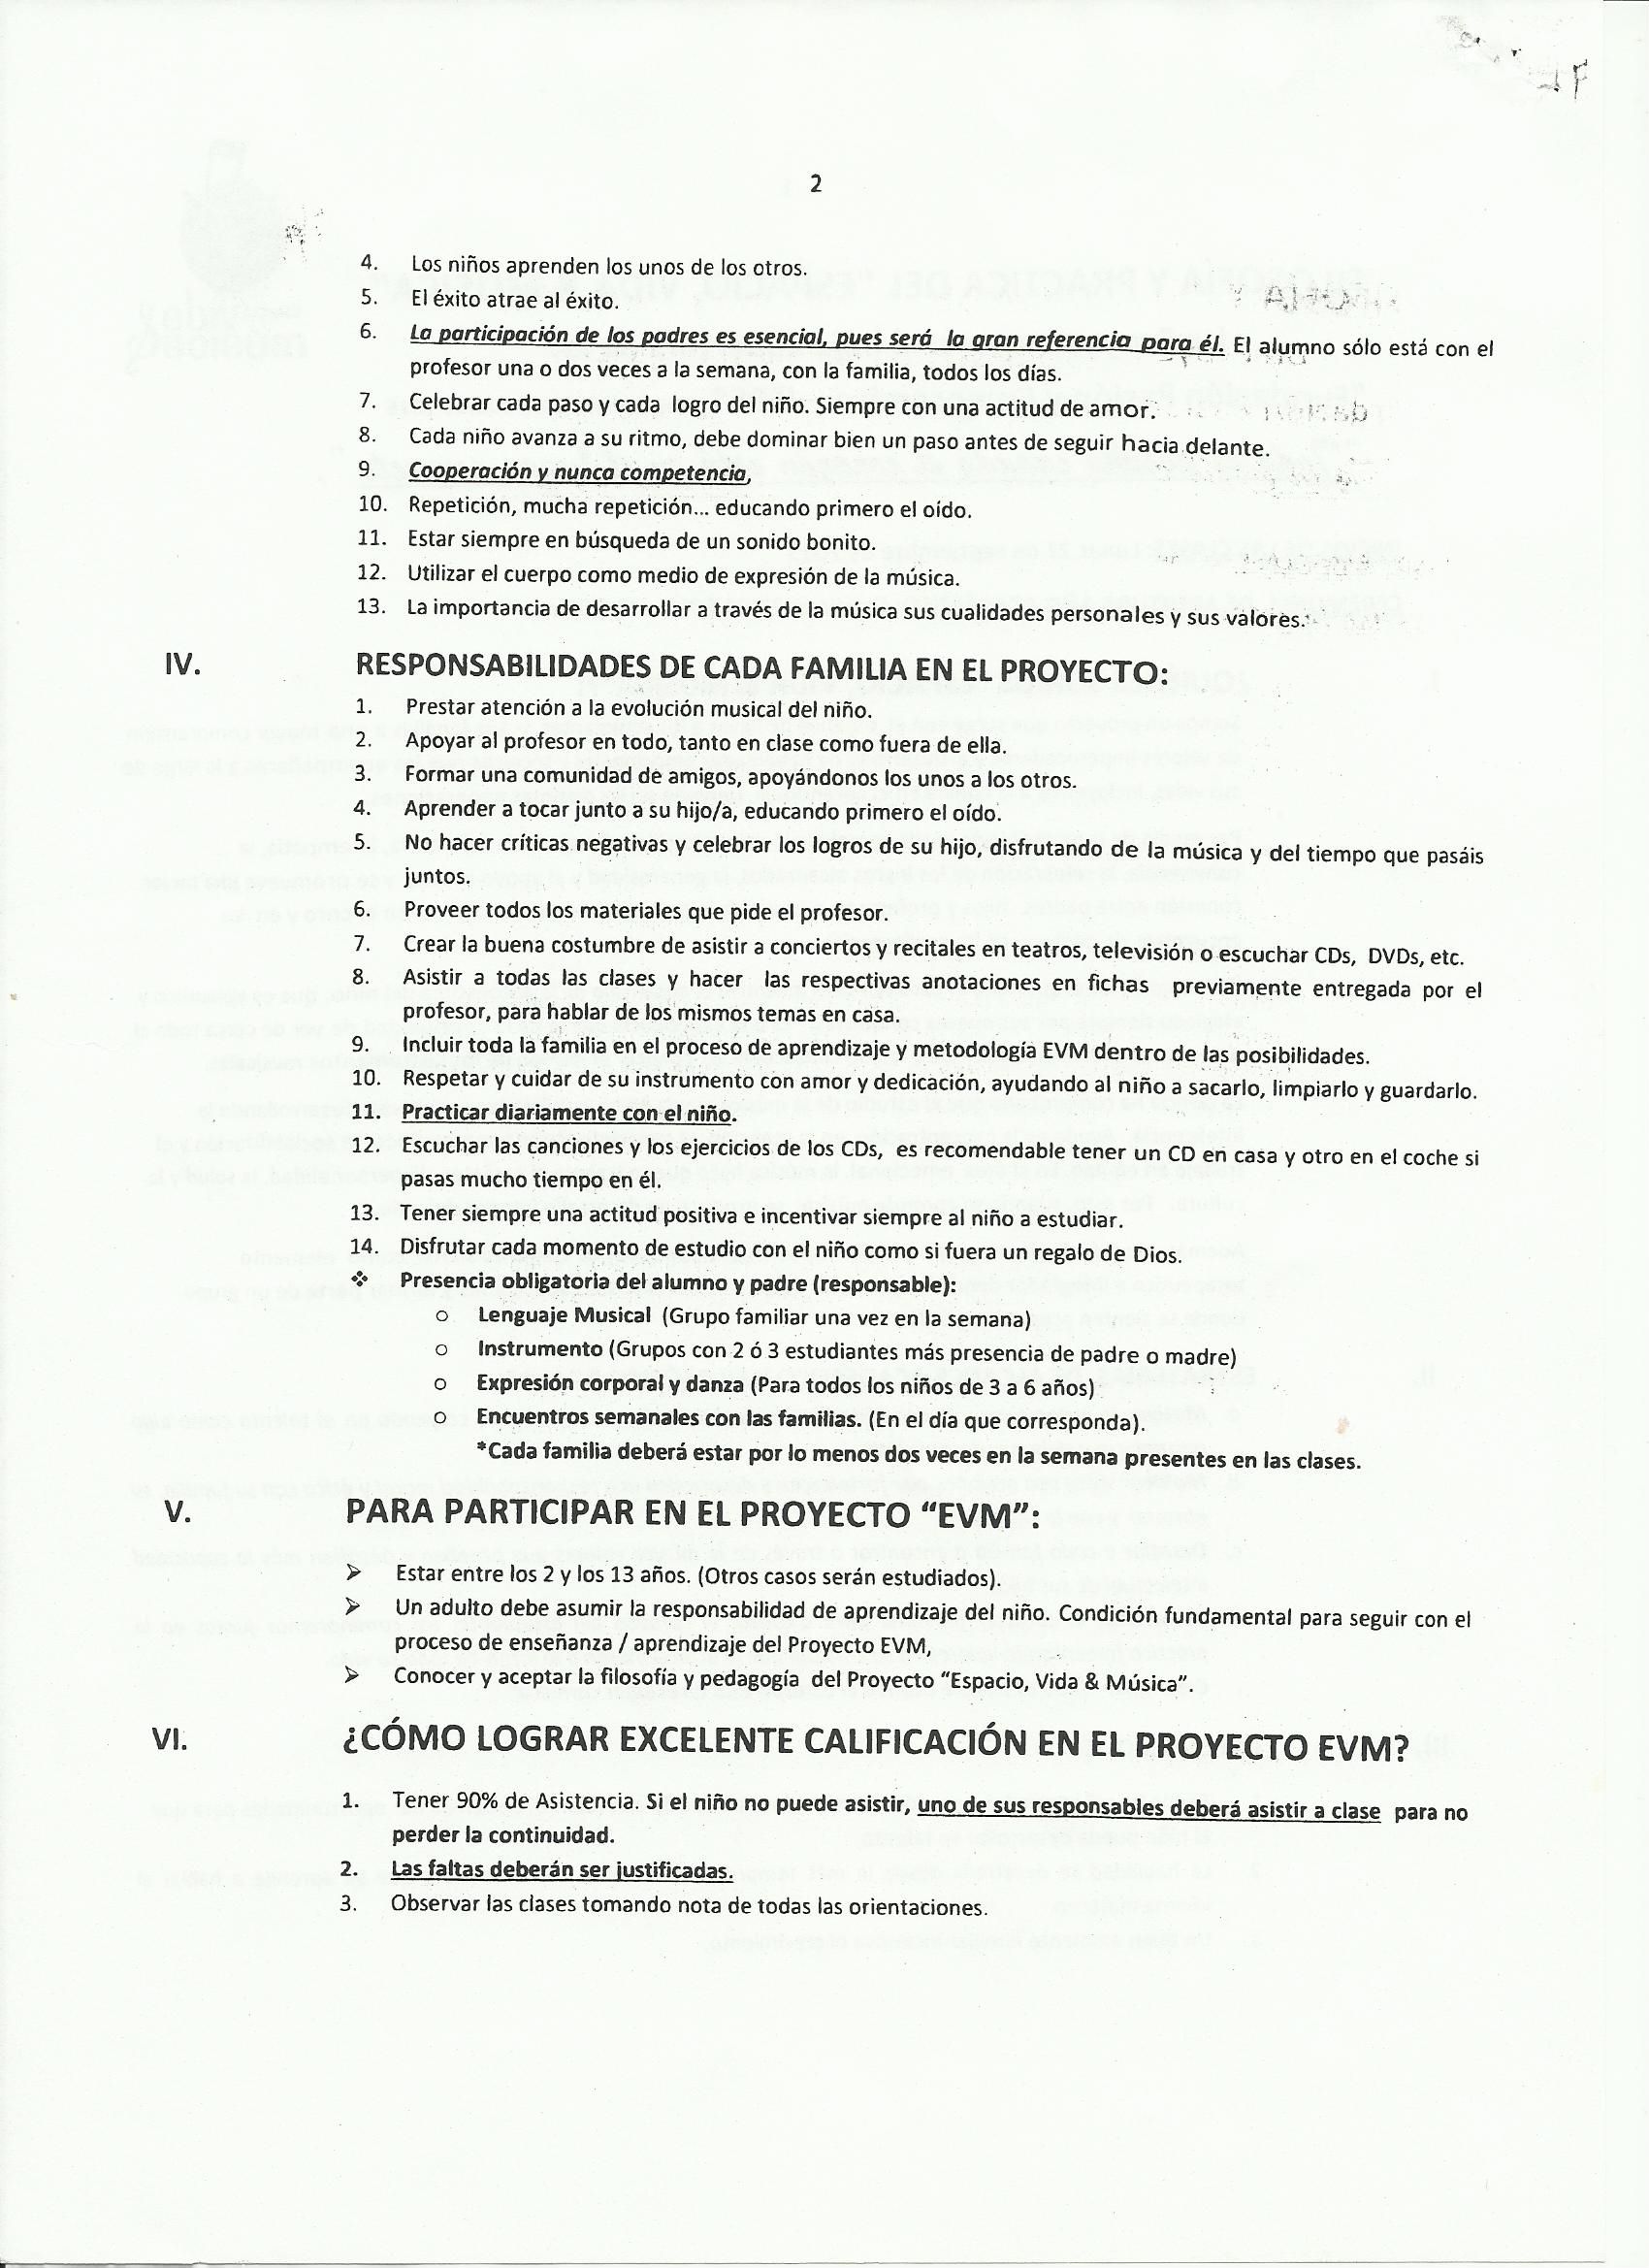 2
4. Los niños aprenden los unos de los otros.
5. El éxito atrae al éxito.
6. La participación de los padres es esencial, pues será la gran referencia para él. El alumno sólo está con el
profesor una o dos veces a la semana, con la familia, todos los días.
7. Celebrar cada paso y cada logro del niño. Siempre con una actitud de amor.
8. Cada niño avanza a su ritmo, debe dominar bien un paso antes de seguir hacia delante.
9. Cooperación y nunca competencia,
10. Repetición, mucha repetición... educando primero el oído.
11. Estar siempre en búsqueda de un sonido bonito.
12. Utilizar el cuerpo como medio de expresión de la música.
13. La importancia de desarrollar a través de la música sus cualidades personales y sus valores.
IV. RESPONSABILIDADES DE CADA FAMILIA EN EL PROYECTO:
1. Prestar atención a la evolución musical del niño.
2. Apoyar al profesor en todo, tanto en clase como fuera de ella.
3. Formar una comunidad de amigos, apoyándonos los unos a los otros.
4. Aprender a tocar junto a su hijo/a, educando primero el oído.
5. No hacer críticas negativas y celebrar los logros de su hijo, disfrutando de la música y del tiempo que pasáis
juntos.
6. Proveer todos los materiales que pide el profesor.
7. Crear la buena costumbre de asistir a conciertos y recitales en teatros, televisión o escuchar CDs, DVDs, etc.
8. Asistir a todas las clases y hacer las respectivas anotaciones en fichas previamente entregada por el
profesor, para hablar de los mismos temas en casa.
9. Incluir toda la familia en el proceso de aprendizaje y metodología EVM dentro de las posibilidades.
10. Respetar y cuidar de su instrumento con amor y dedicación, ayudando al niño a sacarlo, limpiarlo y guardarlo.
11. Practicar diariamente con el niño.
12. Escuchar las canciones y los ejercicios de los CDs, es recomendable tener un CD en casa y otro en el coche si
pasas mucho tiempo en él.
13. Tener siempre una actitud positiva e incentivar siempre al niño a estudiar.
14. Disfrutar cada momento de estudio con el niño como si fuera un regalo de Dios.
❖ Presencia obligatoria del alumno y padre (responsable):
o Lenguaje Musical (Grupo familiar una vez en la semana)
o Instrumento (Grupos con 2 ó 3 estudiantes más presencia de padre o madre)
o Expresión corporal y danza (Para todos los niños de 3 a 6 años)
o Encuentros semanales con las familias. (En el día que corresponda).
*Cada familia deberá estar por lo menos dos veces en la semana presentes en las clases.
V. PARA PARTICIPAR EN EL PROYECTO “EVM”:
➢ Estar entre los 2 y los 13 años. (Otros casos serán estudiados).
➢ Un adulto debe asumir la responsabilidad de aprendizaje del niño. Condición fundamental para seguir con el
proceso de enseñanza / aprendizaje del Proyecto EVM,
➢ Conocer y aceptar la filosofía y pedagogía del Proyecto “Espacio, Vida & Música”.
VI. ¿CÓMO LOGRAR EXCELENTE CALIFICACIÓN EN EL PROYECTO EVM?
1. Tener 90% de Asistencia. Si el niño no puede asistir, uno de sus responsables deberá asistir a clase para no
perder la continuidad.
2. Las faltas deberán ser justificadas.
3. Observar las clases tomando nota de todas las orientaciones.